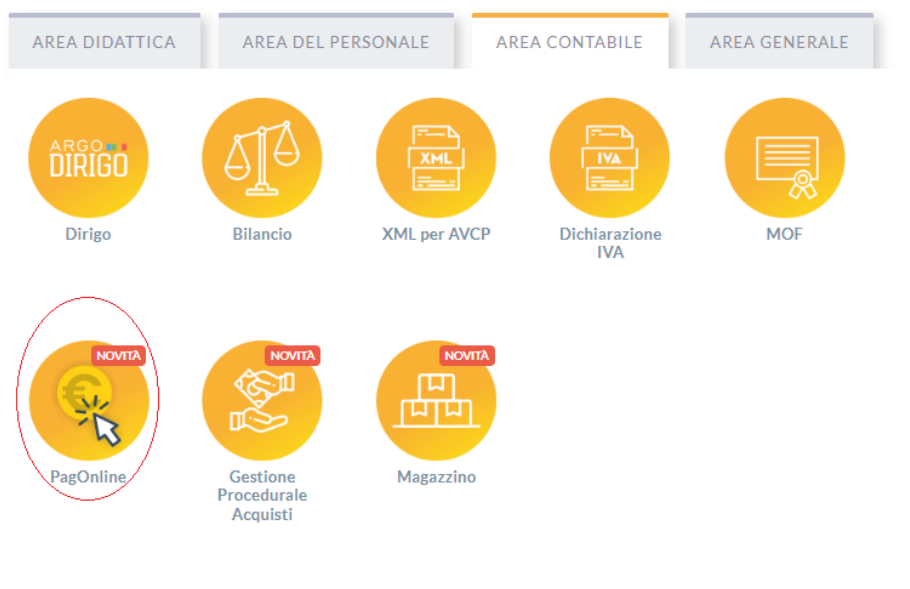 AREA DIDATTICA AREA DEL PERSONALE AREA CONTABILE AREA GENERALE
ARGO
DIRIGO
XML
IVA
Dirigo
Bilancio
XML per AVCP
Dichiarazione
IVA
MOF
NOVITÀ
€
PagOnline
NOVITÀ
Gestione
Procedurale
Acquisti
NOVITÀ
Magazzino